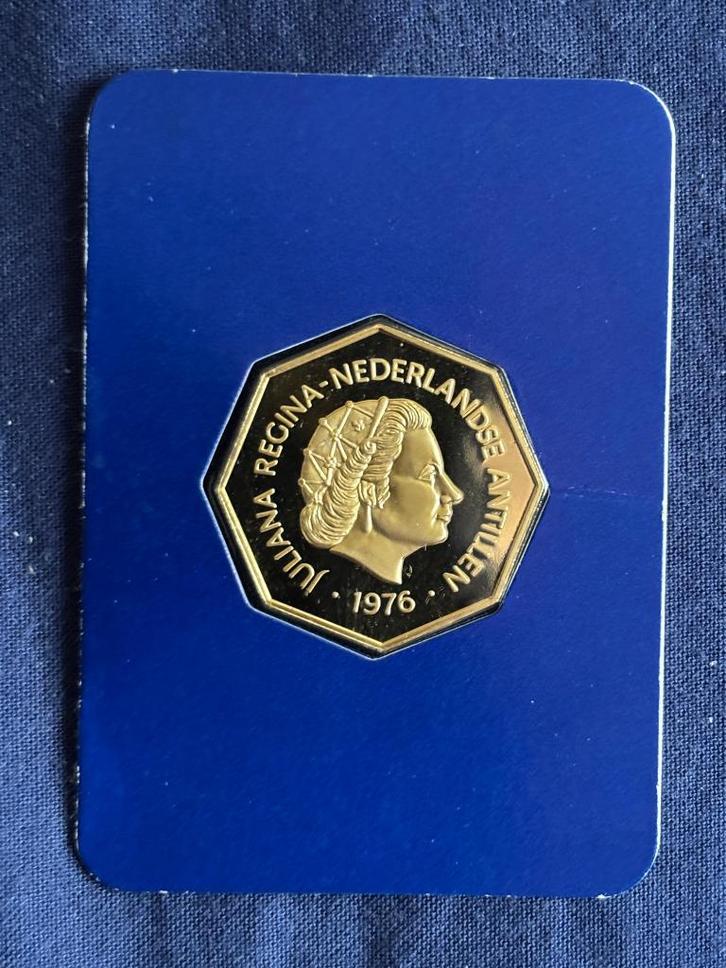 JULIANA REGINA-NEDERLANDSE ANTILLEN
· 1976 ·